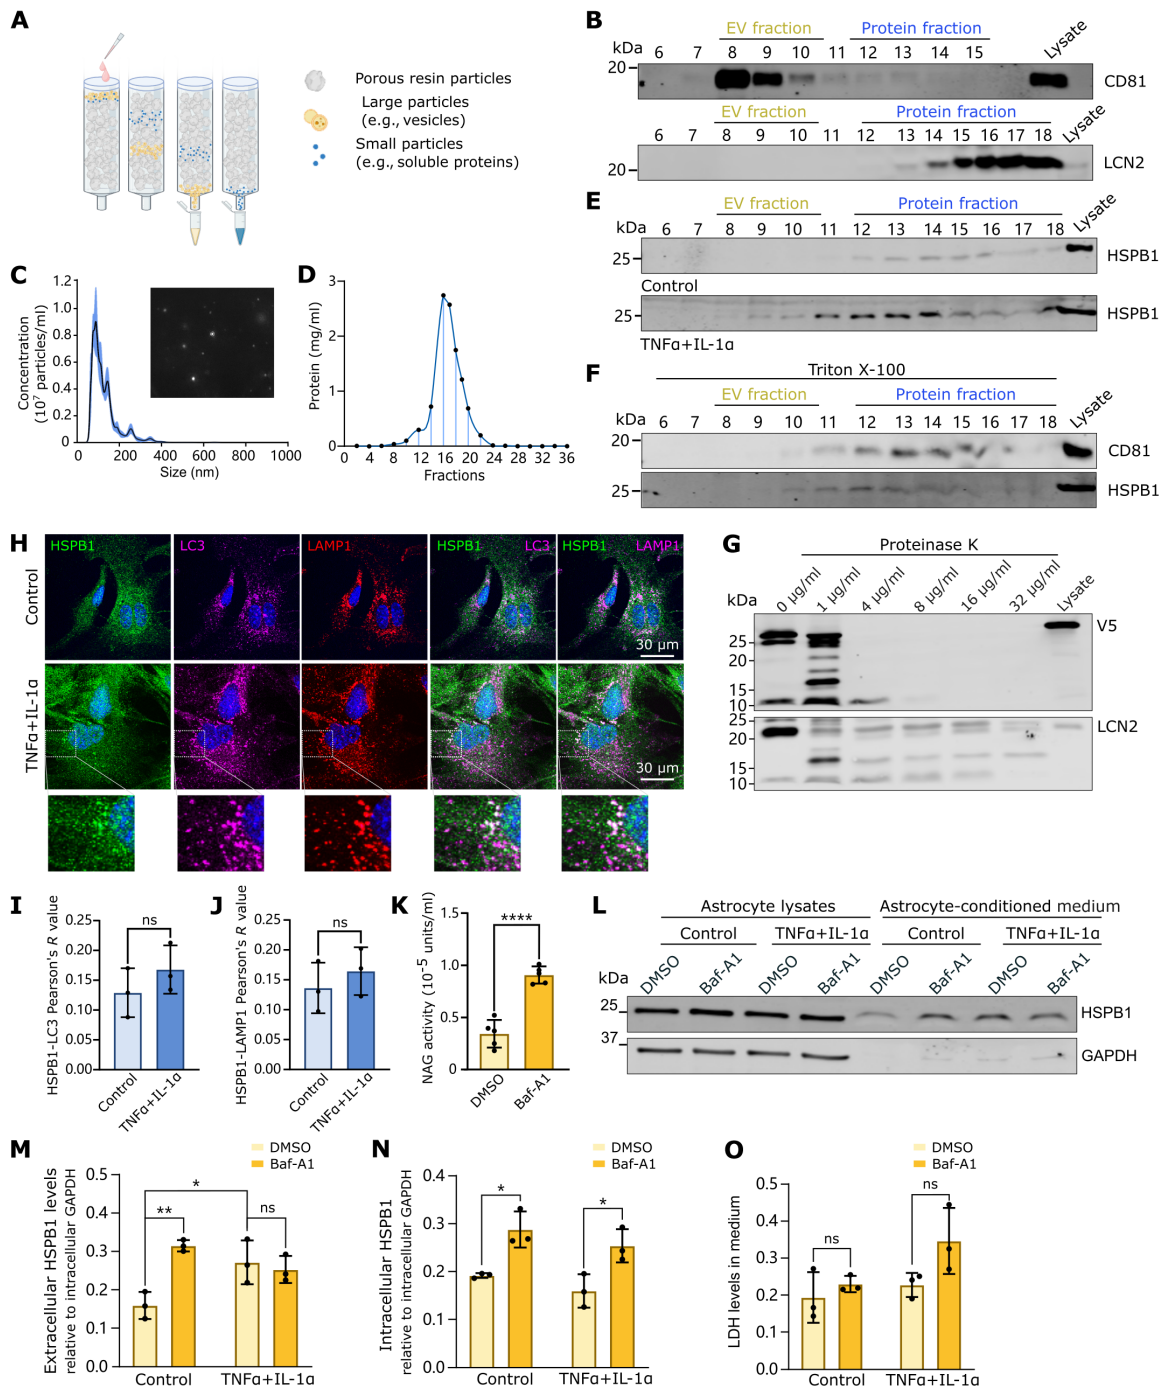 A
Porous resin particles
Large particles
(e.g., vesicles)
Small particles
(e.g., soluble proteins)
B
EV fraction
Protein fraction
kDa
6 7 8 9 10 11 12 13 14 15
Lysate
20
CD81
EV fraction
Protein fraction
6 7 8 9 10 11 12 13 14 15 16 17 18
Lysate
20
LCN2
C
Concentration
(10⁷ particles/ml)
1.2
1.0
0.8
0.6
0.4
0.2
0
0 200 400 600 800 1000
Size (nm)
D
Protein (mg/ml)
3
2
1
0
0 4 8 12 16 20 24 28 32 36
Fractions
E
EV fraction
Protein fraction
kDa
6 7 8 9 10 11 12 13 14 15 16 17 18
Lysate
25
HSPB1
Control
25
HSPB1
TNFα+IL-1α
F
Triton X-100
EV fraction
Protein fraction
kDa
6 7 8 9 10 11 12 13 14 15 16 17 18
Lysate
20
CD81
25
HSPB1
H
HSPB1
LC3
LAMP1
HSPB1 LC3
HSPB1 LAMP1
Control
30 µm
TNFα+IL-1α
30 µm
G
Proteinase K
0 µg/ml
1 µg/ml
4 µg/ml
8 µg/ml
16 µg/ml
32 µg/ml
Lysate
kDa
25
20
15
10
V5
25
20
15
10
LCN2
I
HSPB1-LC3 Pearson's R value
0.25
0.20
0.15
0.10
0.05
0.00
ns
Control
TNFα+IL-1α
J
HSPB1-LAMP1 Pearson's R value
0.25
0.20
0.15
0.10
0.05
0.00
ns
Control
TNFα+IL-1α
K
NAG activity (10⁻⁵ units/ml)
1.5
1.0
0.5
0
****
DMSO
Baf-A1
L
Astrocyte lysates
Astrocyte-conditioned medium
Control
TNFα+IL-1α
Control
TNFα+IL-1α
DMSO
Baf-A1
DMSO
Baf-A1
DMSO
Baf-A1
DMSO
Baf-A1
kDa
25
HSPB1
37
GAPDH
M
DMSO
Baf-A1
Extracellular HSPB1 levels
relative to intracellular GAPDH
0.5
0.4
0.3
0.2
0.1
0.0
*
**
ns
Control
TNFα+IL-1α
N
DMSO
Baf-A1
Intracellular HSPB1
relative to intracellular GAPDH
0.4
0.3
0.2
0.1
0.0
*
*
Control
TNFα+IL-1α
O
DMSO
Baf-A1
LDH levels in medium
0.5
0.4
0.3
0.2
0.1
0.0
ns
ns
Control
TNFα+IL-1α